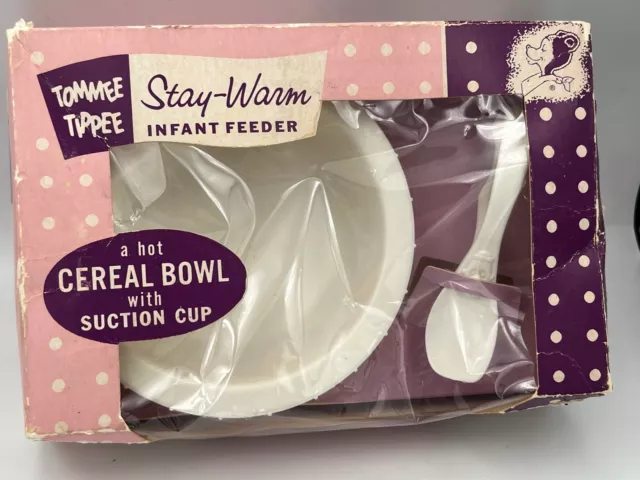 TOMMEE
TIPPEE
Stay-Warm
INFANT FEEDER
a hot
CEREAL BOWL
with
SUCTION CUP